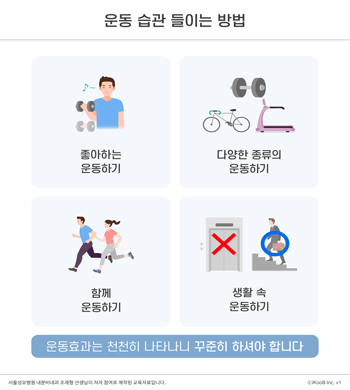 운동 습관 들이는 방법
좋아하는
운동하기
다양한 종류의
운동하기
함께
운동하기
생활 속
운동하기
운동효과는 천천히 나타나니 꾸준히 하셔야 합니다
서울성모병원 내분비내과 조재형 선생님의 저자 참여로 제작된 교육자료입니다.
ⓒiKooB Inc. v1